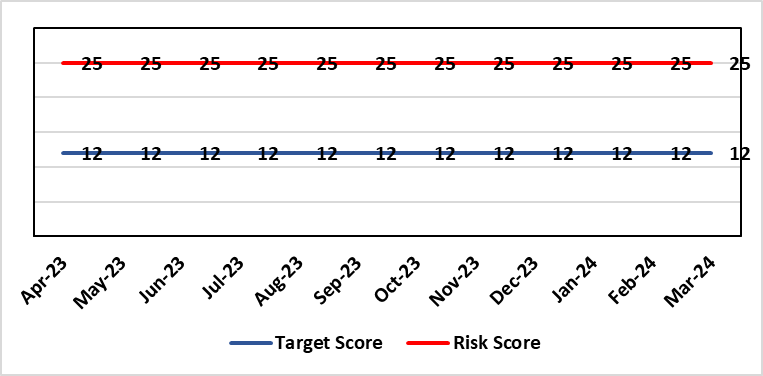 25 25 25 25 25 25 25 25 25 25 25 25
12 12 12 12 12 12 12 12 12 12 12 12
Apr-23 May-23 Jun-23 Jul-23 Aug-23 Sep-23 Oct-23 Nov-23 Dec-23 Jan-24 Feb-24 Mar-24
Target Score Risk Score